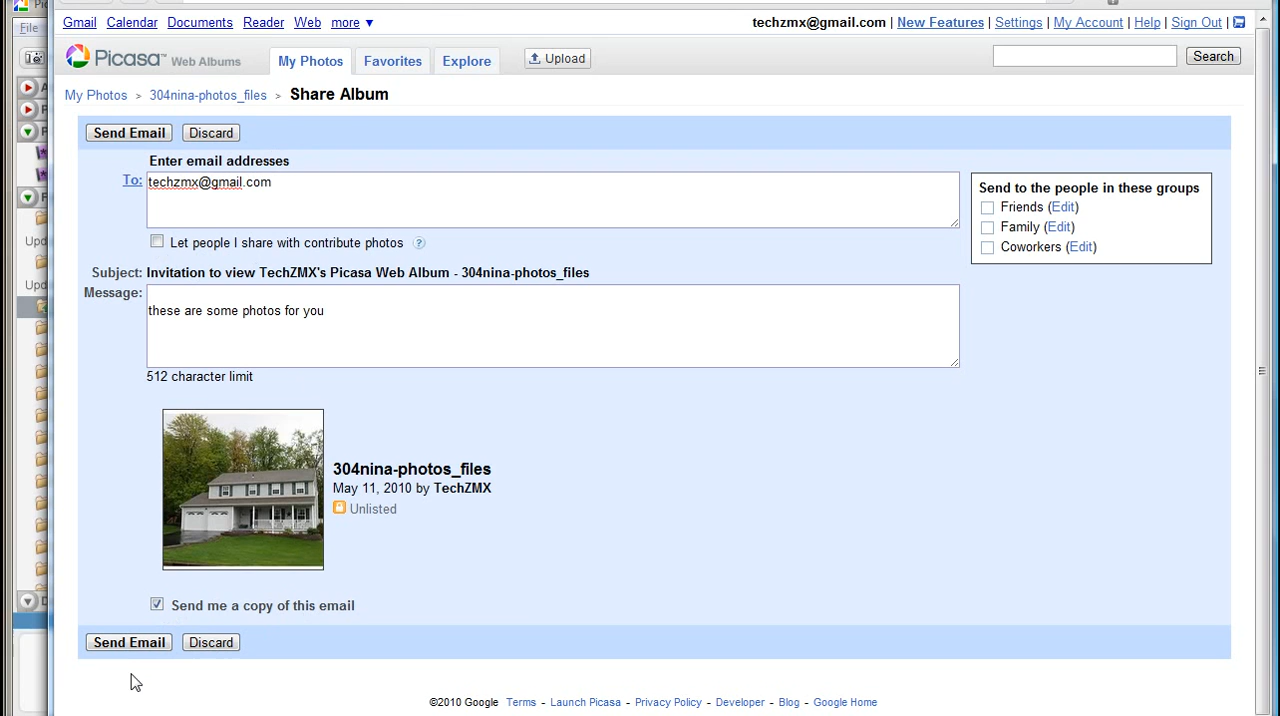 Gmail Calendar Documents Reader Web more ▼
techzmx@gmail.com | New Features | Settings | My Account | Help | Sign Out |
File
Picasa™ Web Albums
My Photos
Favorites
Explore
Upload
Search
My Photos > 304nina-photos_files > Share Album
Send Email Discard
Enter email addresses
To: techzmx@gmail.com
Let people I share with contribute photos ?
Send to the people in these groups
Friends (Edit)
Family (Edit)
Coworkers (Edit)
Subject: Invitation to view TechZMX's Picasa Web Album - 304nina-photos_files
Message:
these are some photos for you
512 character limit
304nina-photos_files
May 11, 2010 by TechZMX
Unlisted
Send me a copy of this email
Send Email Discard
©2010 Google Terms - Launch Picasa - Privacy Policy - Developer - Blog - Google Home